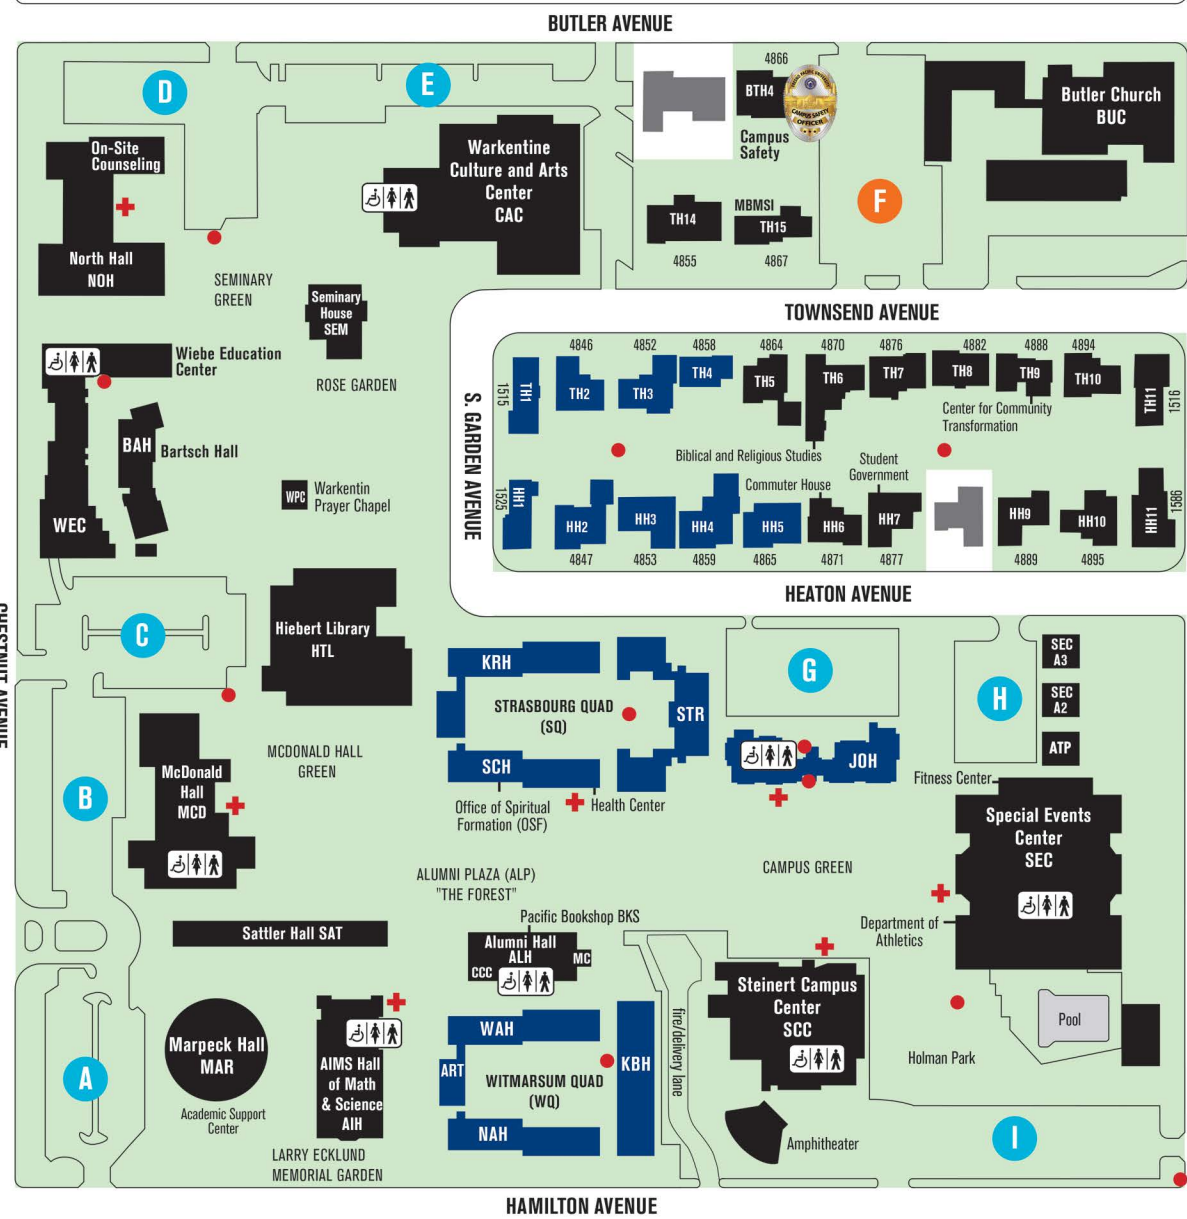 BUTLER AVENUE
D
E
4866
BTH4
CAMPUS SAFETY
OFFICER
Campus
Safety
Butler Church
BUC
On-Site
Counseling
North Hall
NOH
Warkentine
Culture and Arts
Center
CAC
F
MBMSI
TH14
TH15
4855
4867
SEMINARY
GREEN
Seminary
House
SEM
ROSE GARDEN
TOWNSEND AVENUE
Wiebe Education
Center
WEC
BAH
Bartsch Hall
WPC
Warkentin
Prayer Chapel
S. GARDEN AVENUE
4846
4852
4858
4864
4870
4876
4882
4888
4894
1515
TH1
TH2
TH3
TH4
TH5
TH6
TH7
TH8
TH9
TH10
TH11
1516
Center for Community
Transformation
Biblical and Religious Studies
Student
Government
Commuter House
1525
HH1
HH2
HH3
HH4
HH5
HH6
HH7
HH9
HH10
HH11
1586
4847
4853
4859
4865
4871
4877
4889
4895
HEATON AVENUE
CHESTNUT AVENUE
C
Hiebert Library
HTL
KRH
STRASBOURG QUAD
(SQ)
STR
SCH
Office of Spiritual
Formation (OSF)
Health Center
G
JOH
H
SEC
A3
SEC
A2
ATP
Fitness Center
Special Events
Center
SEC
Department of
Athletics
MCDONALD HALL
GREEN
B
McDonald
Hall
MCD
ALUMNI PLAZA (ALP)
"THE FOREST"
CAMPUS GREEN
Sattler Hall SAT
Pacific Bookshop BKS
Alumni Hall
ALH
CCC
MC
Steinert Campus
Center
SCC
Pool
Holman Park
A
Marpeck Hall
MAR
Academic Support
Center
AIMS Hall
of Math
& Science
AIH
WAH
ART
WITMARSUM QUAD
(WQ)
KBH
NAH
fire/delivery lane
Amphitheater
I
LARRY ECKLUND
MEMORIAL GARDEN
HAMILTON AVENUE